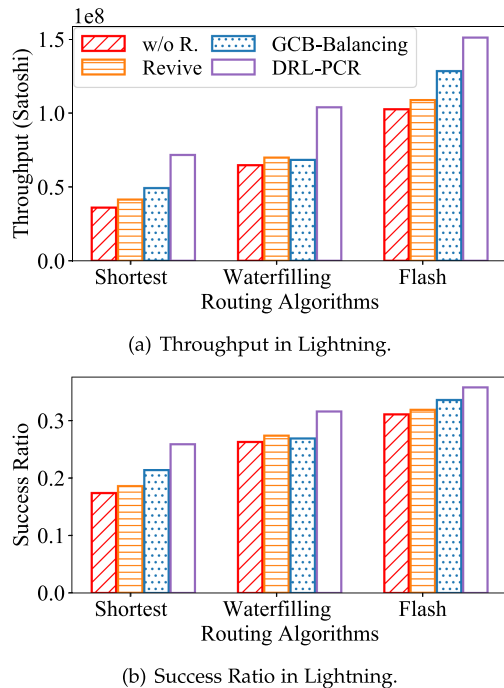 1e8
w/o R.
Revive
GCB-Balancing
DRL-PCR
Throughput (Satoshi)
1.5
1.0
0.5
0.0
Shortest Waterfilling Flash
Routing Algorithms
(a) Throughput in Lightning.
Success Ratio
0.3
0.2
0.1
0.0
Shortest Waterfilling Flash
Routing Algorithms
(b) Success Ratio in Lightning.